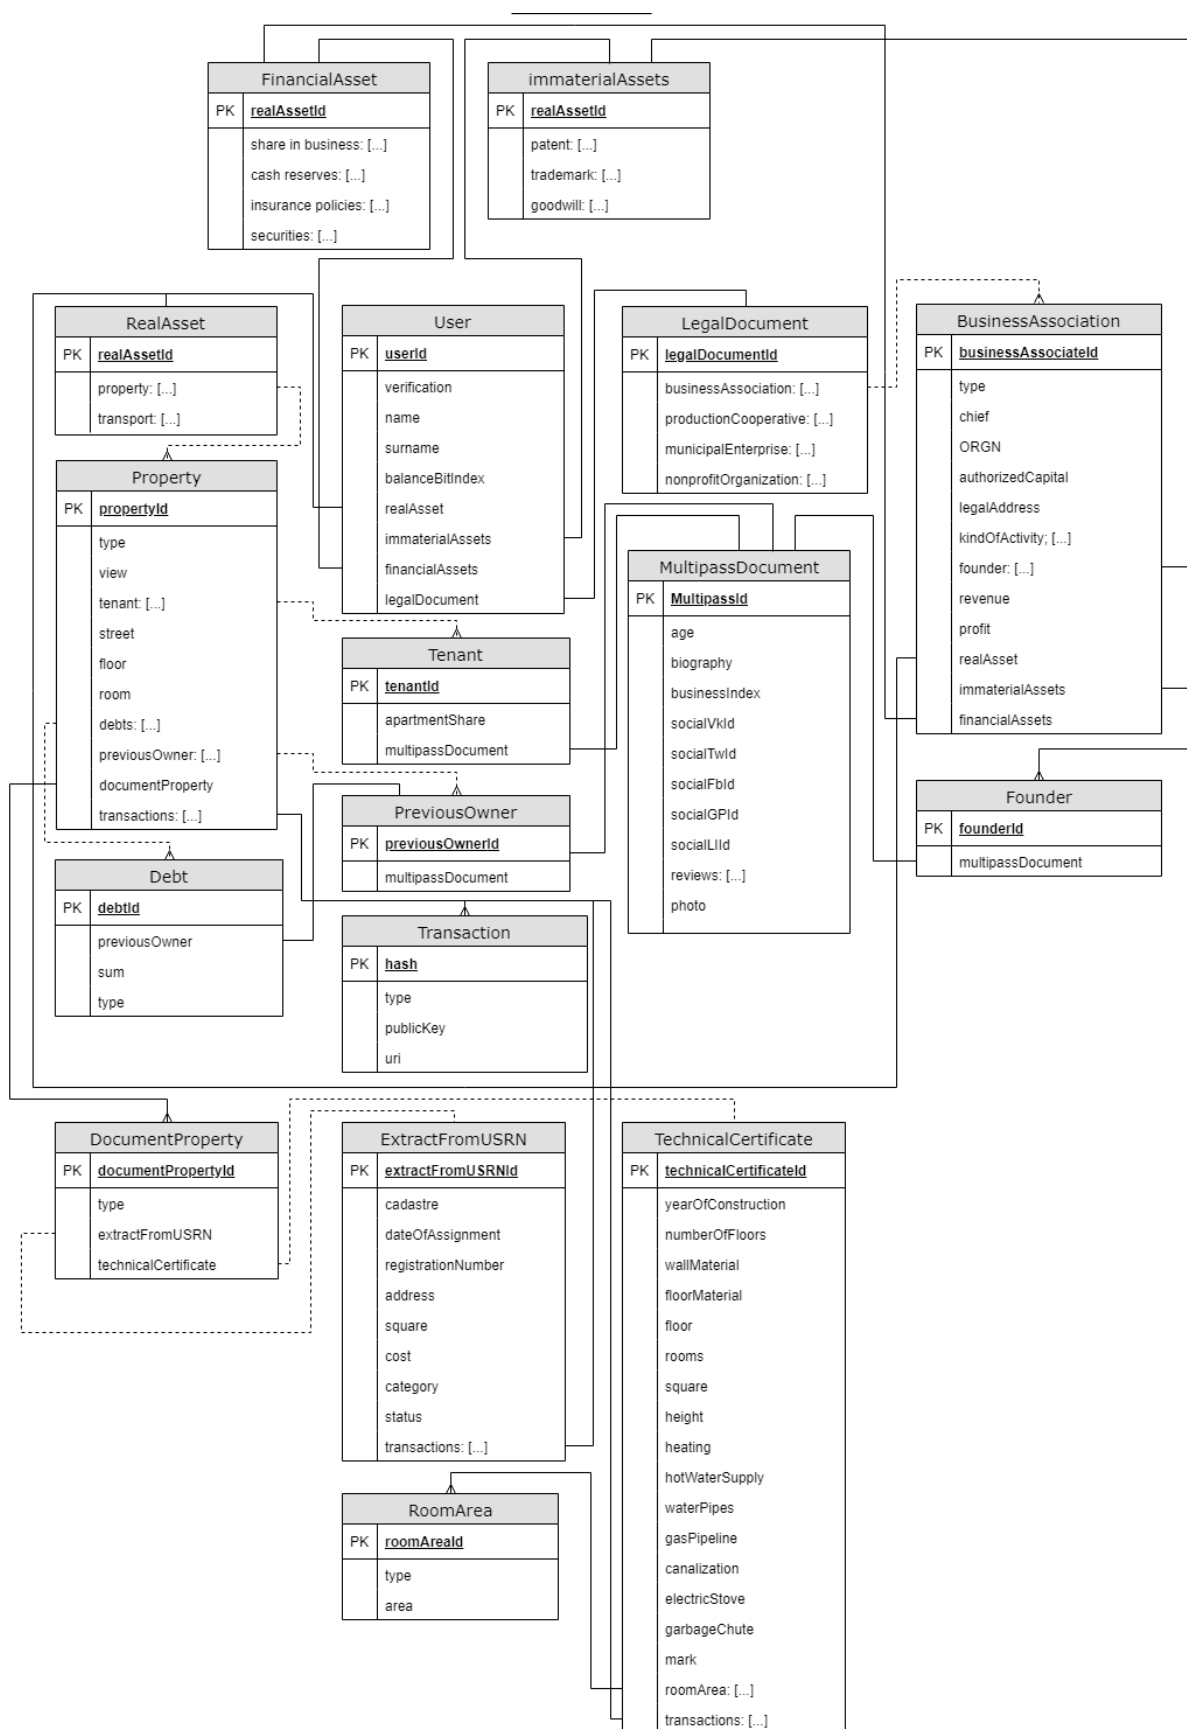 FinancialAsset
PK realAssetId
share in business: [...]
cash reserves: [...]
insurance policies: [...]
securities: [...]
immaterialAssets
PK realAssetId
patent: [...]
trademark: [...]
goodwill: [...]
RealAsset
PK realAssetId
property: [...]
transport: [...]
User
PK userId
verification
name
surname
balanceBitIndex
realAsset
immaterialAssets
financialAssets
legalDocument
LegalDocument
PK legalDocumentId
businessAssociation: [...]
productionCooperative: [...]
municipalEnterprise: [...]
nonprofitOrganization: [...]
BusinessAssociation
PK businessAssociateId
type
chief
ORGN
authorizedCapital
legalAddress
kindOfActivity; [...]
founder: [...]
revenue
profit
realAsset
immaterialAssets
financialAssets
Property
PK propertyId
type
view
tenant: [...]
street
floor
room
debts: [...]
previousOwner: [...]
documentProperty
transactions: [...]
Tenant
PK tenantId
apartmentShare
multipassDocument
MultipassDocument
PK MultipassId
age
biography
businessIndex
socialVkId
socialTwId
socialFbId
socialGPId
socialLIId
reviews: [...]
photo
PreviousOwner
PK previousOwnerId
multipassDocument
Founder
PK founderId
multipassDocument
Debt
PK debtId
previousOwner
sum
type
Transaction
PK hash
type
publicKey
uri
DocumentProperty
PK documentPropertyId
type
extractFromUSRN
technicalCertificate
ExtractFromUSRN
PK extractFromUSRNId
cadastre
dateOfAssignment
registrationNumber
address
square
cost
category
status
transactions: [...]
TechnicalCertificate
PK technicalCertificateId
yearOfConstruction
numberOfFloors
wallMaterial
floorMaterial
floor
rooms
square
height
heating
hotWaterSupply
waterPipes
gasPipeline
canalization
electricStove
garbageChute
mark
roomArea: [...]
transactions: [...]
RoomArea
PK roomAreaId
type
area